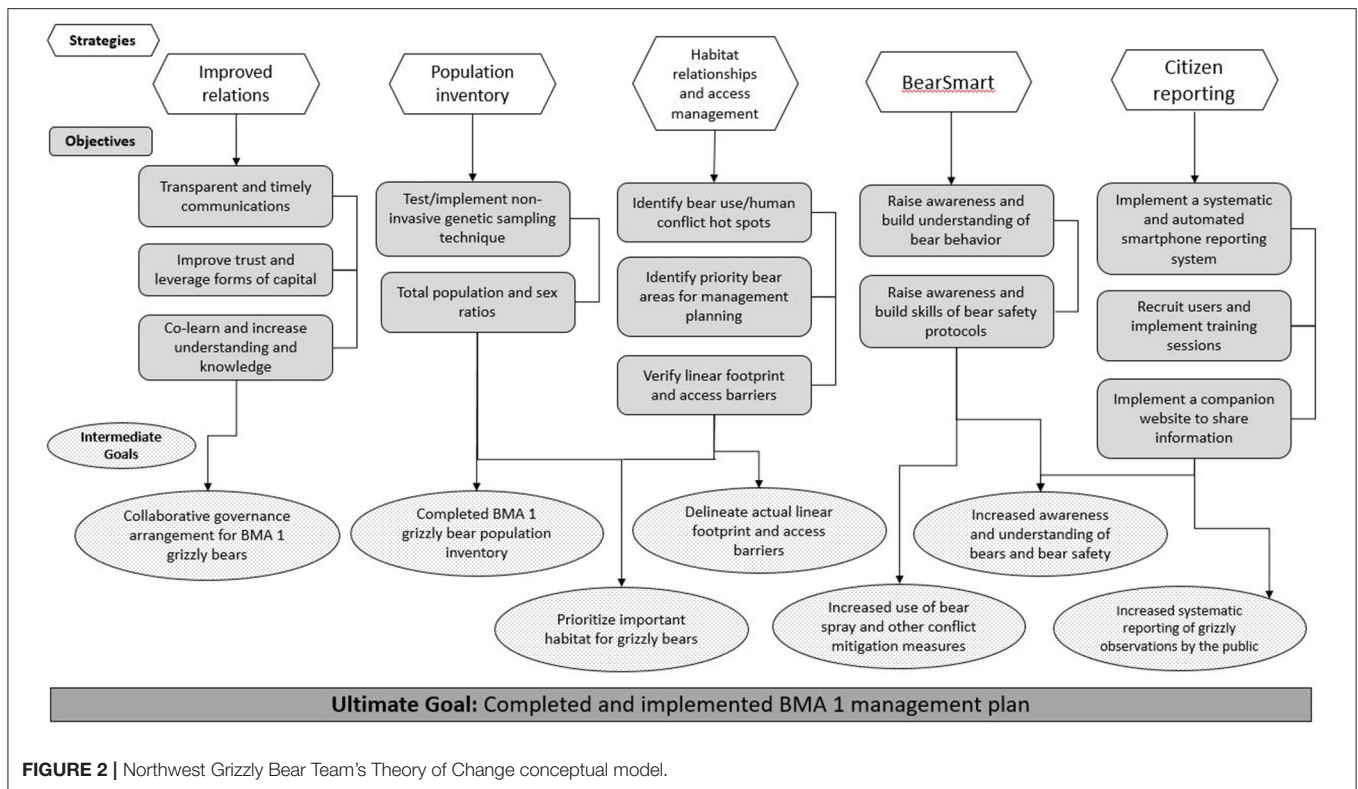 Strategies
Improved
relations
Population
inventory
Habitat
relationships
and access
management
BearSmart
Citizen
reporting
Objectives
Transparent and timely
communications
Improve trust and
leverage forms of capital
Co-learn and increase
understanding and
knowledge
Test/implement non-
invasive genetic sampling
technique
Total population and sex
ratios
Identify bear use/human
conflict hot spots
Identify priority bear
areas for management
planning
Verify linear footprint
and access barriers
Raise awareness and
build understanding of
bear behavior
Raise awareness and
build skills of bear safety
protocols
Implement a systematic
and automated
smartphone reporting
system
Recruit users and
implement training
sessions
Implement a companion
website to share
information
Intermediate
Goals
Collaborative governance
arrangement for BMA 1
grizzly bears
Completed BMA 1
grizzly bear population
inventory
Delineate actual linear
footprint and access
barriers
Increased awareness
and understanding of
bears and bear safety
Prioritize important
habitat for grizzly bears
Increased use of bear
spray and other conflict
mitigation measures
Increased systematic
reporting of grizzly
observations by the public
Ultimate Goal: Completed and implemented BMA 1 management plan
FIGURE 2 | Northwest Grizzly Bear Team's Theory of Change conceptual model.